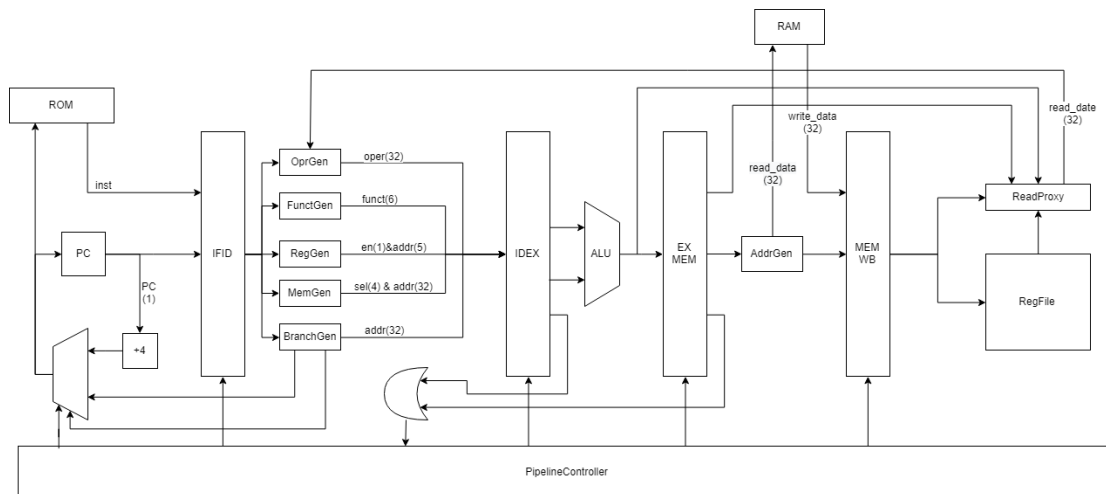 RAM
ROM
read_date
(32)
write_data
(32)
OprGen
oper(32)
read_data
(32)
inst
ReadProxy
FunctGen
funct(6)
PC
IFID
RegGen
en(1)&addr(5)
IDEX
ALU
EX
MEM
AddrGen
MEM
WB
PC
(1)
MemGen
sel(4) & addr(32)
RegFile
+4
BranchGen
addr(32)
PipelineController